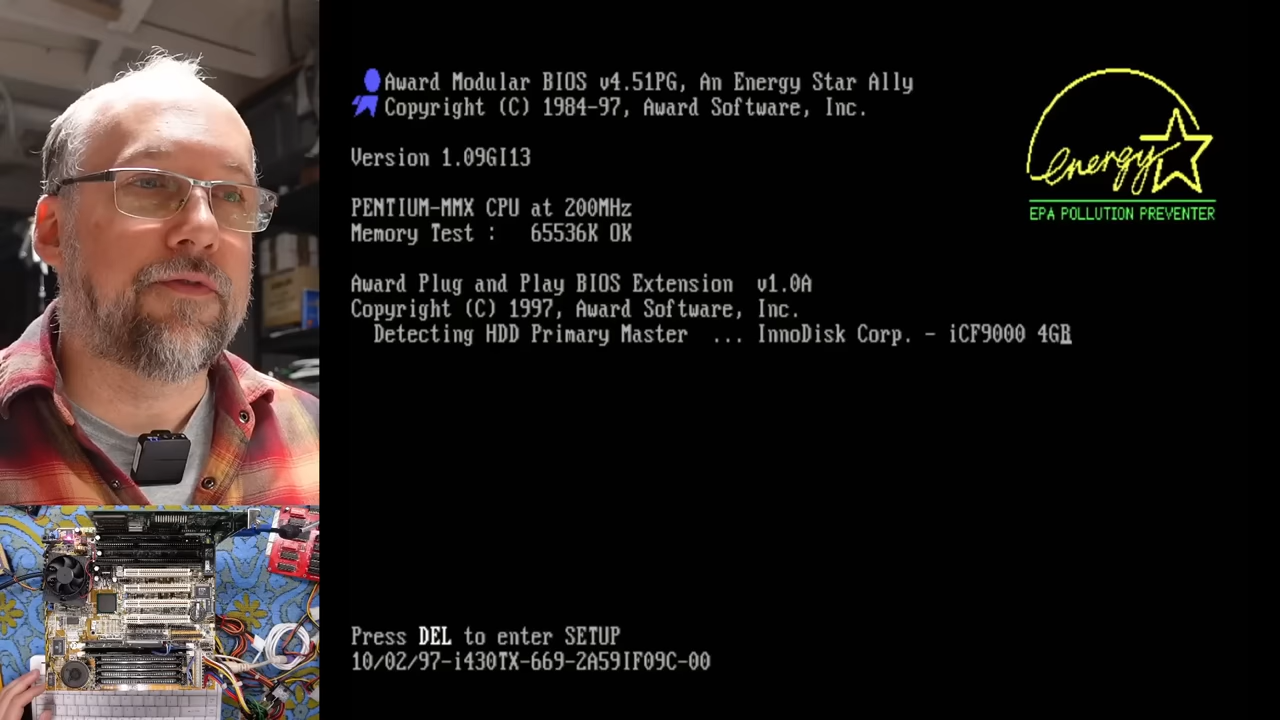 Award Modular BIOS v4.51PG, An Energy Star Ally
Copyright (C) 1984-97, Award Software, Inc.
energy
EPA POLLUTION PREVENTER
Version 1.09GI13
PENTIUM-MMX CPU at 200MHz
Memory Test :   65536K OK
Award Plug and Play BIOS Extension  v1.0A
Copyright (C) 1997, Award Software, Inc.
Detecting HDD Primary Master  ... InnoDisk Corp. - iCF9000 4GB
Press DEL to enter SETUP
10/02/97-i430TX-669-2A59IF09C-00